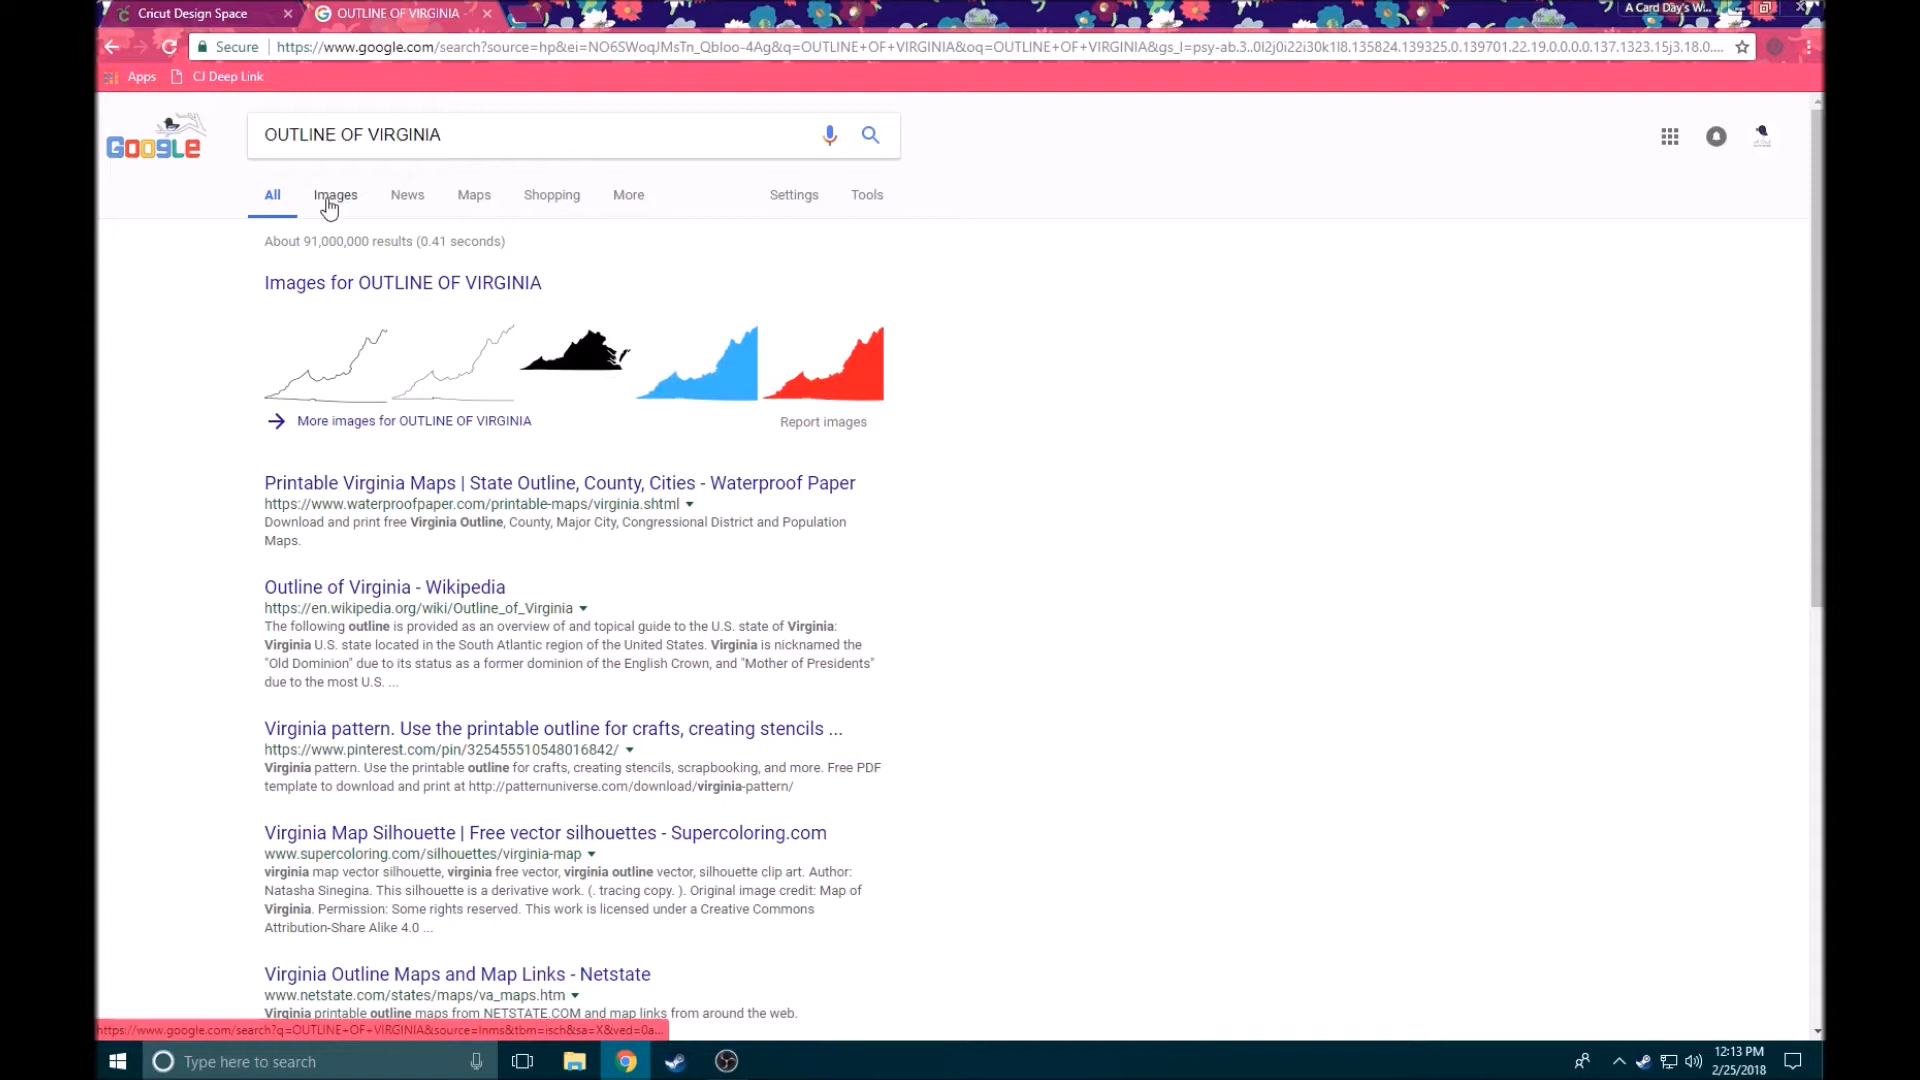 Cricut Design Space
OUTLINE OF VIRGINIA -
A Card Day's W...
Secure
https://www.google.com/search?source=hp&ei=NO6SWoqJMsTn_Qbloo-4Ag&q=OUTLINE+OF+VIRGINIA&oq=OUTLINE+OF+VIRGINIA&gs_l=psy-ab.3..0l2j0i22i30k1l8.135824.139325.0.139701.22.19.0.0.0.0.137.1323.15j3.18.0....
Apps
CJ Deep Link
Google
OUTLINE OF VIRGINIA
All
Images
News
Maps
Shopping
More
Settings
Tools
About 91,000,000 results (0.41 seconds)
Images for OUTLINE OF VIRGINIA
More images for OUTLINE OF VIRGINIA
Report images
Printable Virginia Maps | State Outline, County, Cities - Waterproof Paper
https://www.waterproofpaper.com/printable-maps/virginia.shtml
Download and print free Virginia Outline, County, Major City, Congressional District and Population
Maps.
Outline of Virginia - Wikipedia
https://en.wikipedia.org/wiki/Outline_of_Virginia
The following outline is provided as an overview of and topical guide to the U.S. state of Virginia:
Virginia U.S. state located in the South Atlantic region of the United States. Virginia is nicknamed the
"Old Dominion" due to its status as a former dominion of the English Crown, and "Mother of Presidents"
due to the most U.S. ...
Virginia pattern. Use the printable outline for crafts, creating stencils ...
https://www.pinterest.com/pin/325455510548016842/
Virginia pattern. Use the printable outline for crafts, creating stencils, scrapbooking, and more. Free PDF
template to download and print at http://patternuniverse.com/download/virginia-pattern/
Virginia Map Silhouette | Free vector silhouettes - Supercoloring.com
www.supercoloring.com/silhouettes/virginia-map
virginia map vector silhouette, virginia free vector, virginia outline vector, silhouette clip art. Author:
Natasha Sinegina. This silhouette is a derivative work. (. tracing copy. ). Original image credit: Map of
Virginia. Permission: Some rights reserved. This work is licensed under a Creative Commons
Attribution-Share Alike 4.0 ...
Virginia Outline Maps and Map Links - Netstate
www.netstate.com/states/maps/va_maps.htm
Virginia printable outline maps from NETSTATE.COM and map links from around the web.
https://www.google.com/search?q=OUTLINE+OF+VIRGINIA&source=lnms&tbm=isch&sa=X&ved=0a...
Type here to search
12:13 PM
2/25/2018